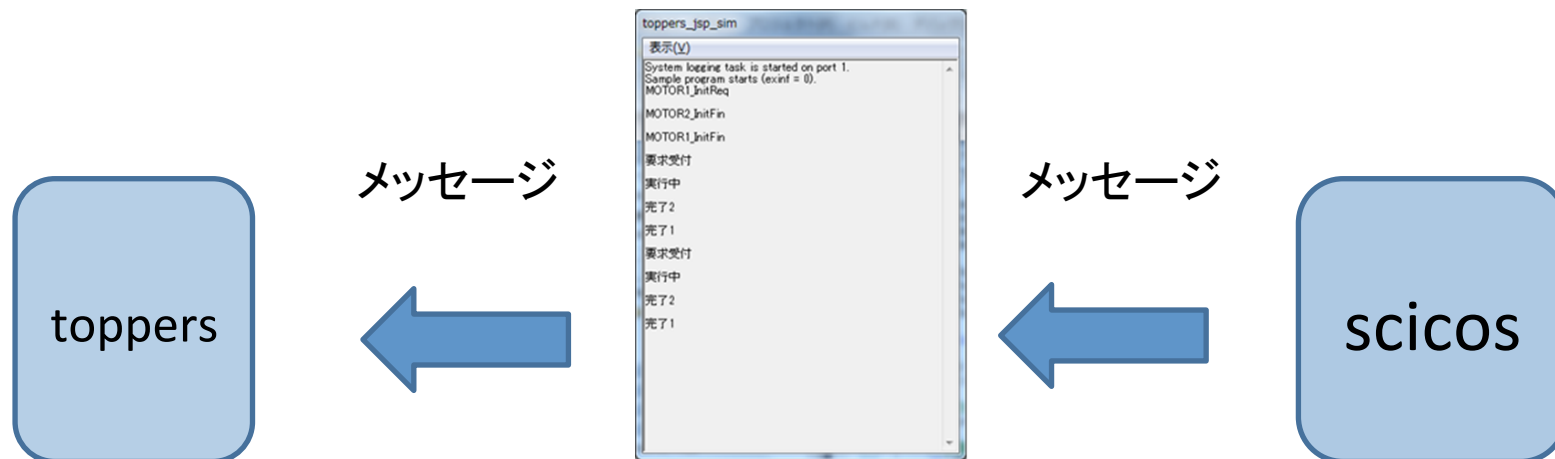 toppers_jsp_sim
表示(V)
System logging task is started on port 1.
Sample program starts (exinf = 0).
MOTOR1_InitReq
MOTOR2_InitFin
MOTOR1_InitFin
要求受付
実行中
完了2
完了1
要求受付
実行中
完了2
完了1
メッセージ
メッセージ
toppers
scicos